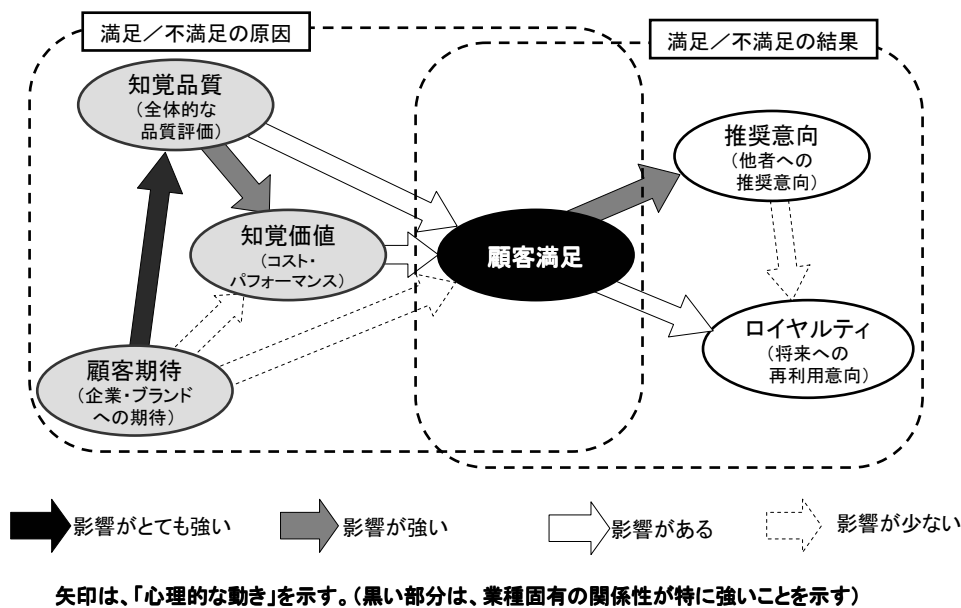 満足／不満足の原因
満足／不満足の結果
知覚品質
（全体的な
品質評価）
推奨意向
（他者への
推奨意向）
知覚価値
（コスト・
パフォーマンス）
顧客満足
顧客期待
（企業・ブランド
への期待）
ロイヤルティ
（将来への
再利用意向）
影響がとても強い
影響が強い
影響がある
影響が少ない
矢印は、「心理的な動き」を示す。（黒い部分は、業種固有の関係性が特に強いことを示す）